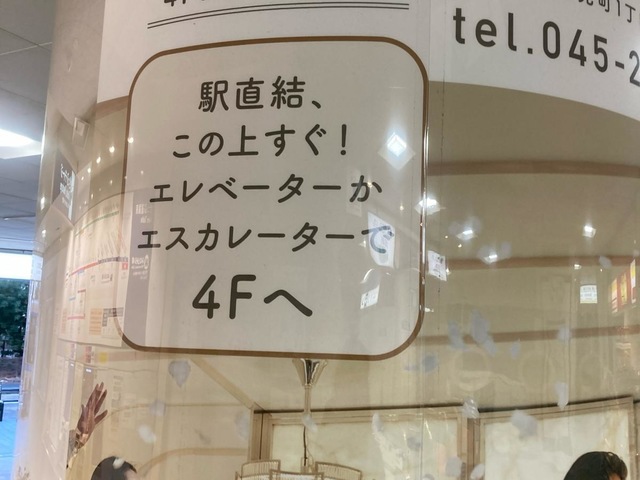 tel.045-2
駅直結、
この上すぐ！
エレベーターか
エスカレーターで
4Fへ